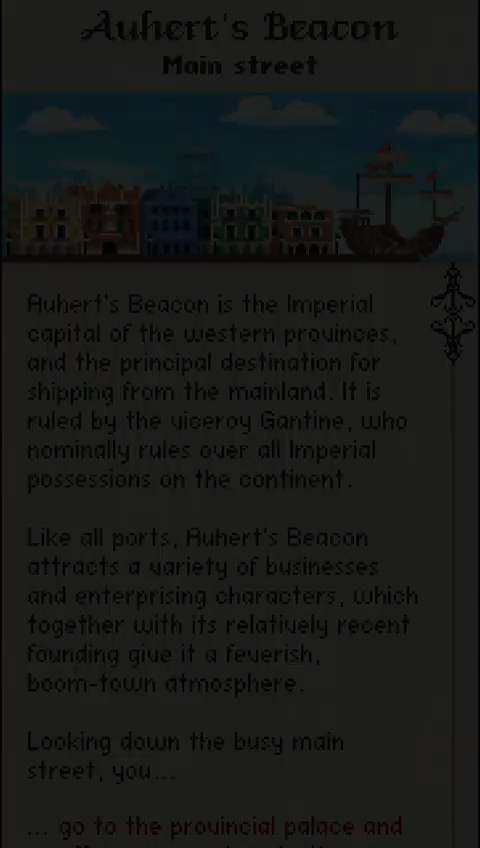 Auhert's Beacon
Main street
Auhert's Beacon is the Imperial
capital of the western provinces,
and the principal destination for
shipping from the mainland. It is
ruled by the viceroy Gantine, who
nominally rules over all Imperial
possessions on the continent.
Like all ports, Auhert's Beacon
attracts a variety of businesses
and enterprising characters, which
together with its relatively recent
founding give it a feverish,
boom-town atmosphere.
Looking down the busy main
street, you...
... go to the provincial palace and